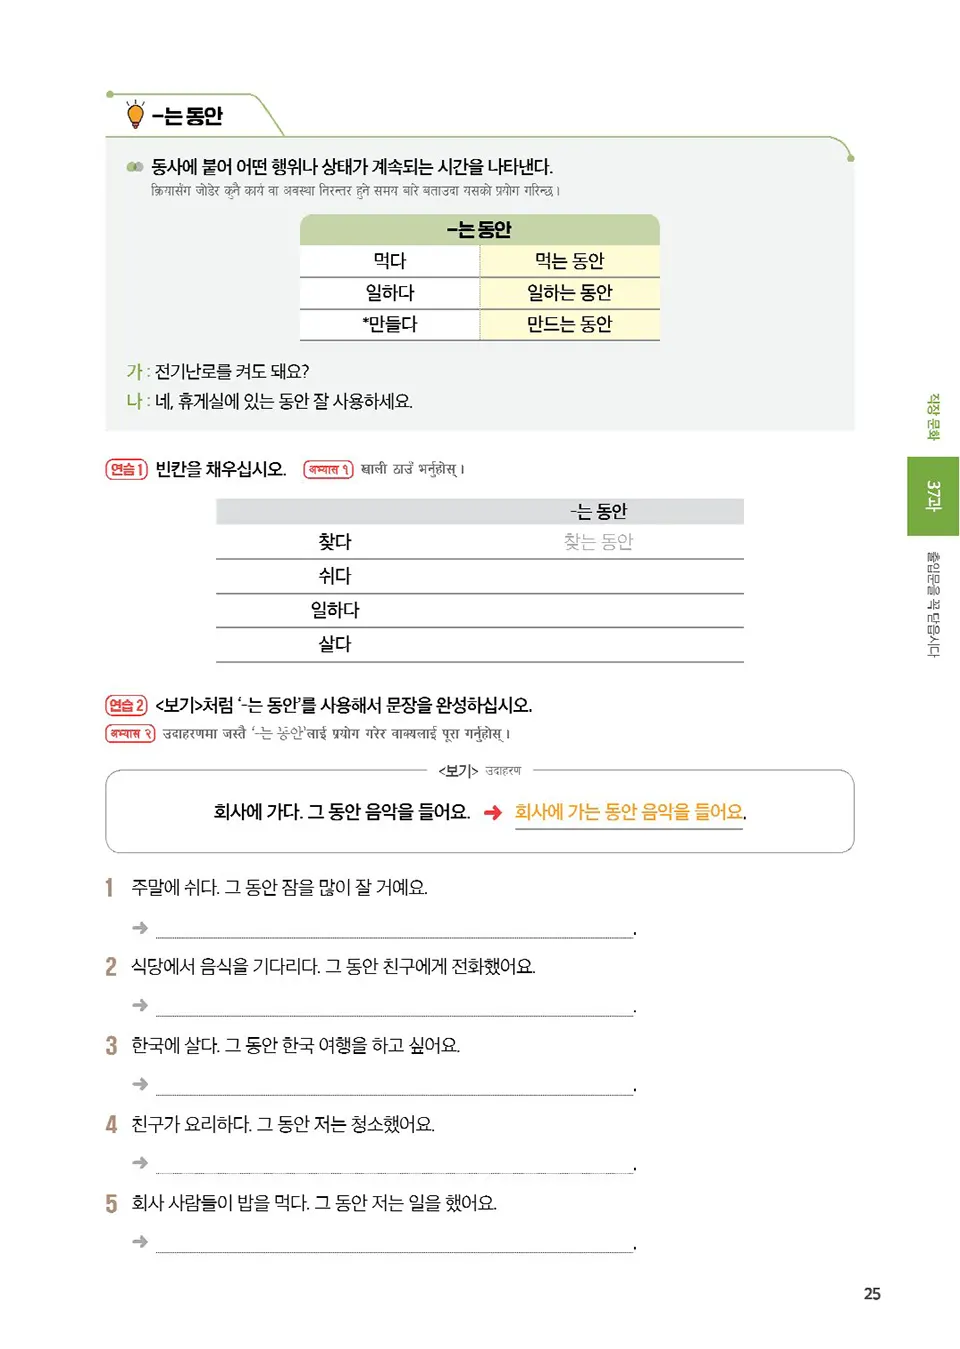 -는 동안
동사에 붙어 어떤 행위나 상태가 계속되는 시간을 나타낸다.
क्रियासँग जोडेर कुनै कार्य वा अवस्था निरन्तर हुने समय बारे बताउदा यसको प्रयोग गरिन्छ ।
-는 동안
먹다 먹는 동안
일하다 일하는 동안
*만들다 만드는 동안
가 : 전기난로를 켜도 돼요?
나 : 네, 휴게실에 있는 동안 잘 사용하세요.
연습 1 빈칸을 채우십시오. अभ्यास १ खाली ठाउँ भर्नुहोस् ।
-는 동안
찾다 찾는 동안
쉬다
일하다
살다
연습 2 <보기>처럼 ‘-는 동안’를 사용해서 문장을 완성하십시오.
अभ्यास २ उदाहरणमा जस्तै ‘-는 동안’लाई प्रयोग गरेर वाक्यलाई पूरा गर्नुहोस् ।
<보기> उदाहरण
회사에 가다. 그 동안 음악을 들어요. ➜ 회사에 가는 동안 음악을 들어요.
1 주말에 쉬다. 그 동안 잠을 많이 잘 거예요.
➜ .
2 식당에서 음식을 기다리다. 그 동안 친구에게 전화했어요.
➜ .
3 한국에 살다. 그 동안 한국 여행을 하고 싶어요.
➜ .
4 친구가 요리하다. 그 동안 저는 청소했어요.
➜ .
5 회사 사람들이 밥을 먹다. 그 동안 저는 일을 했어요.
➜ .
직장 문화
37과
출입문을 꼭 닫읍시다
25